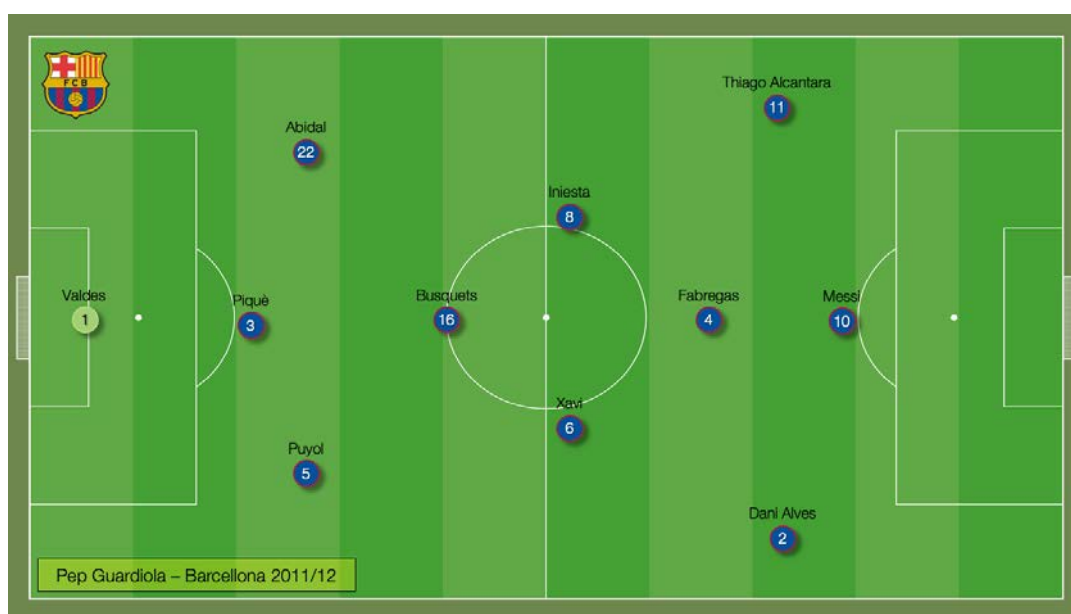 FCB
Thiago Alcantara
11
Abidal
22
Iniesta
8
Valdes
1
Piquè
3
Busquets
16
Fabregas
4
Messi
10
Xavi
6
Puyol
5
Dani Alves
2
Pep Guardiola – Barcellona 2011/12